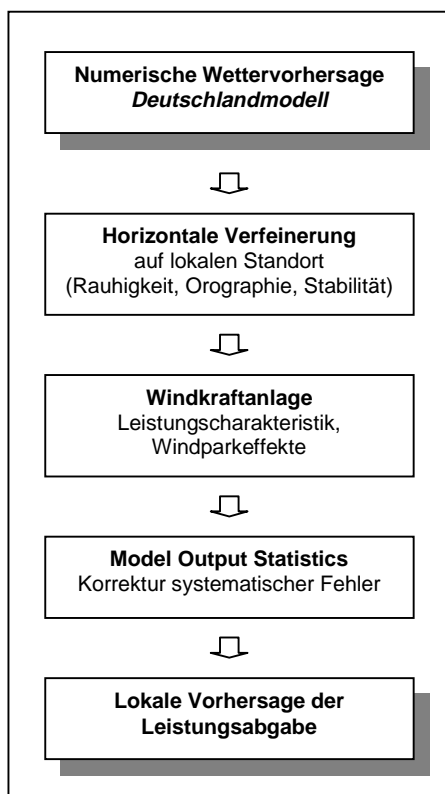 Numerische Wettervorhersage
Deutschlandmodell
Horizontale Verfeinerung
auf lokalen Standort
(Rauhigkeit, Orographie, Stabilität)
Windkraftanlage
Leistungscharakteristik,
Windparkeffekte
Model Output Statistics
Korrektur systematischer Fehler
Lokale Vorhersage der
Leistungsabgabe